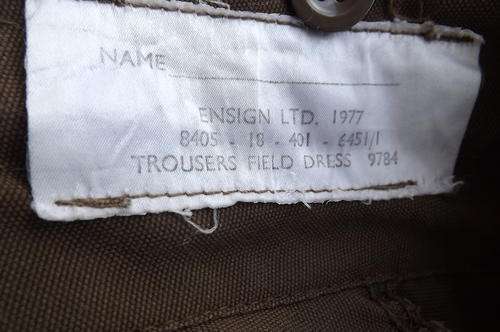 NAME
ENSIGN LTD. 1977
8405 - 18 - 401 - 6451/1
TROUSERS FIELD DRESS 9784